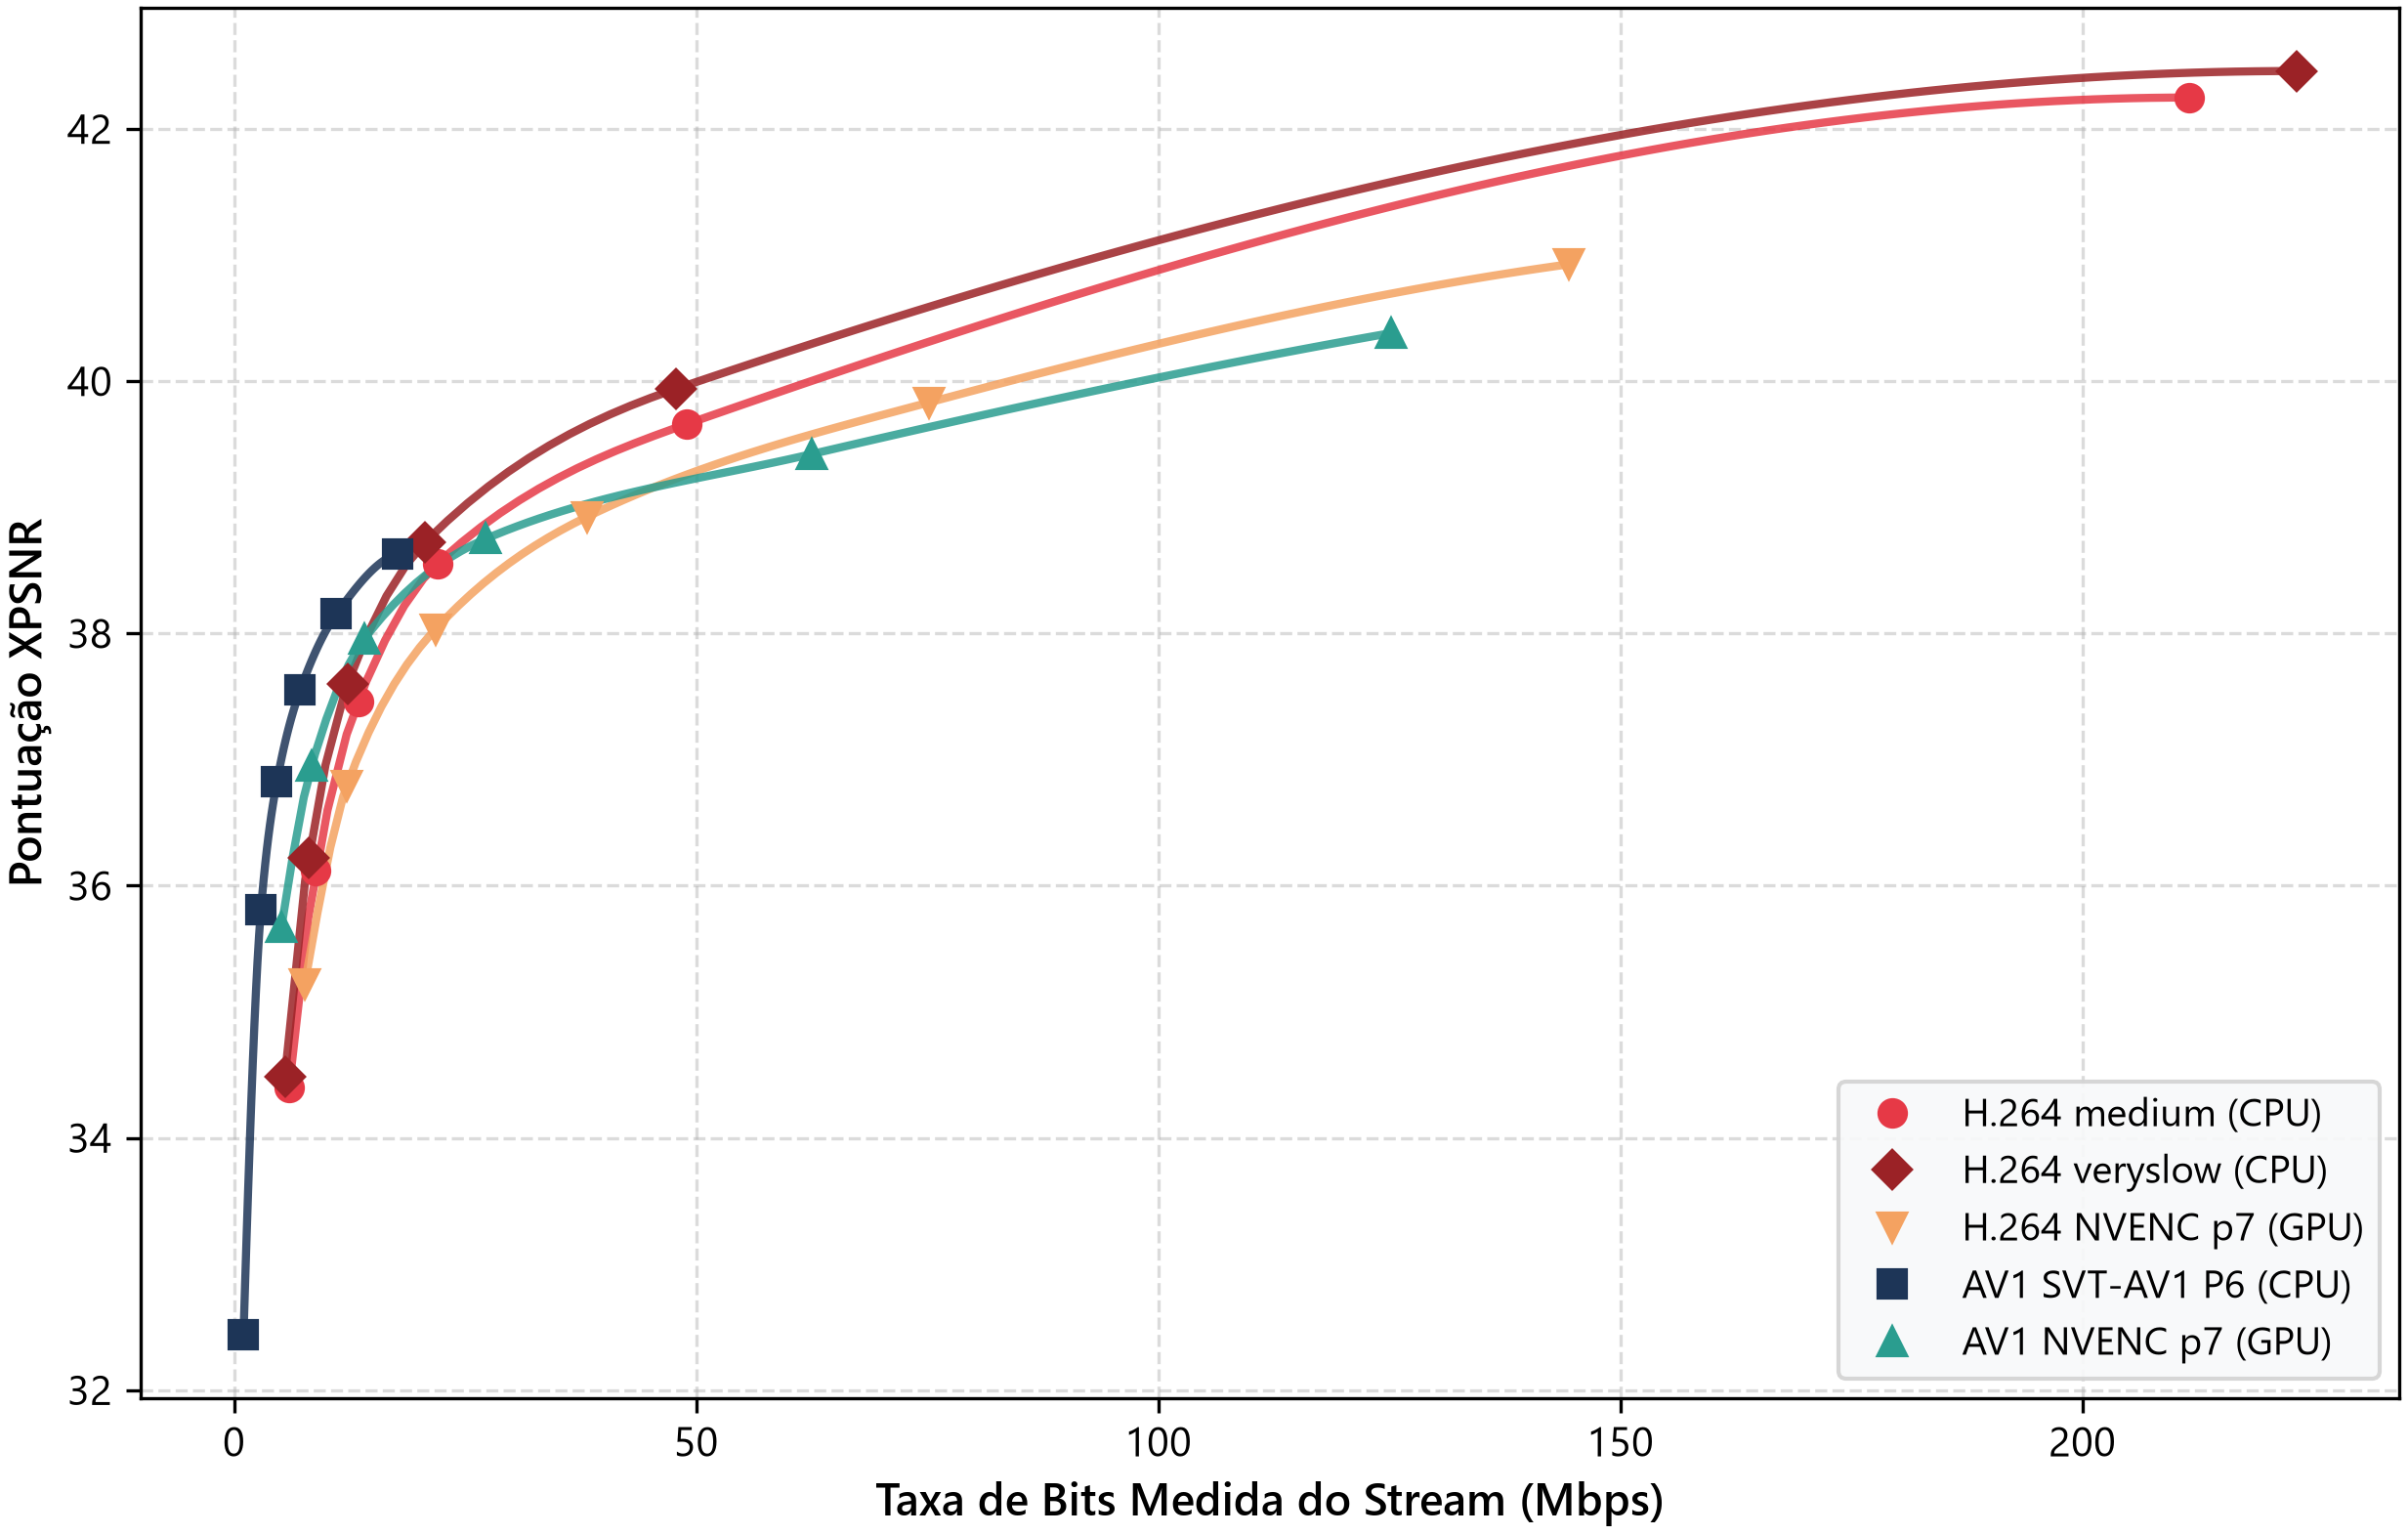 42
40
38
36
34
32
Pontuação XPSNR
0
50
100
150
200
Taxa de Bits Medida do Stream (Mbps)
H.264 medium (CPU)
H.264 veryslow (CPU)
H.264 NVENC p7 (GPU)
AV1 SVT-AV1 P6 (CPU)
AV1 NVENC p7 (GPU)